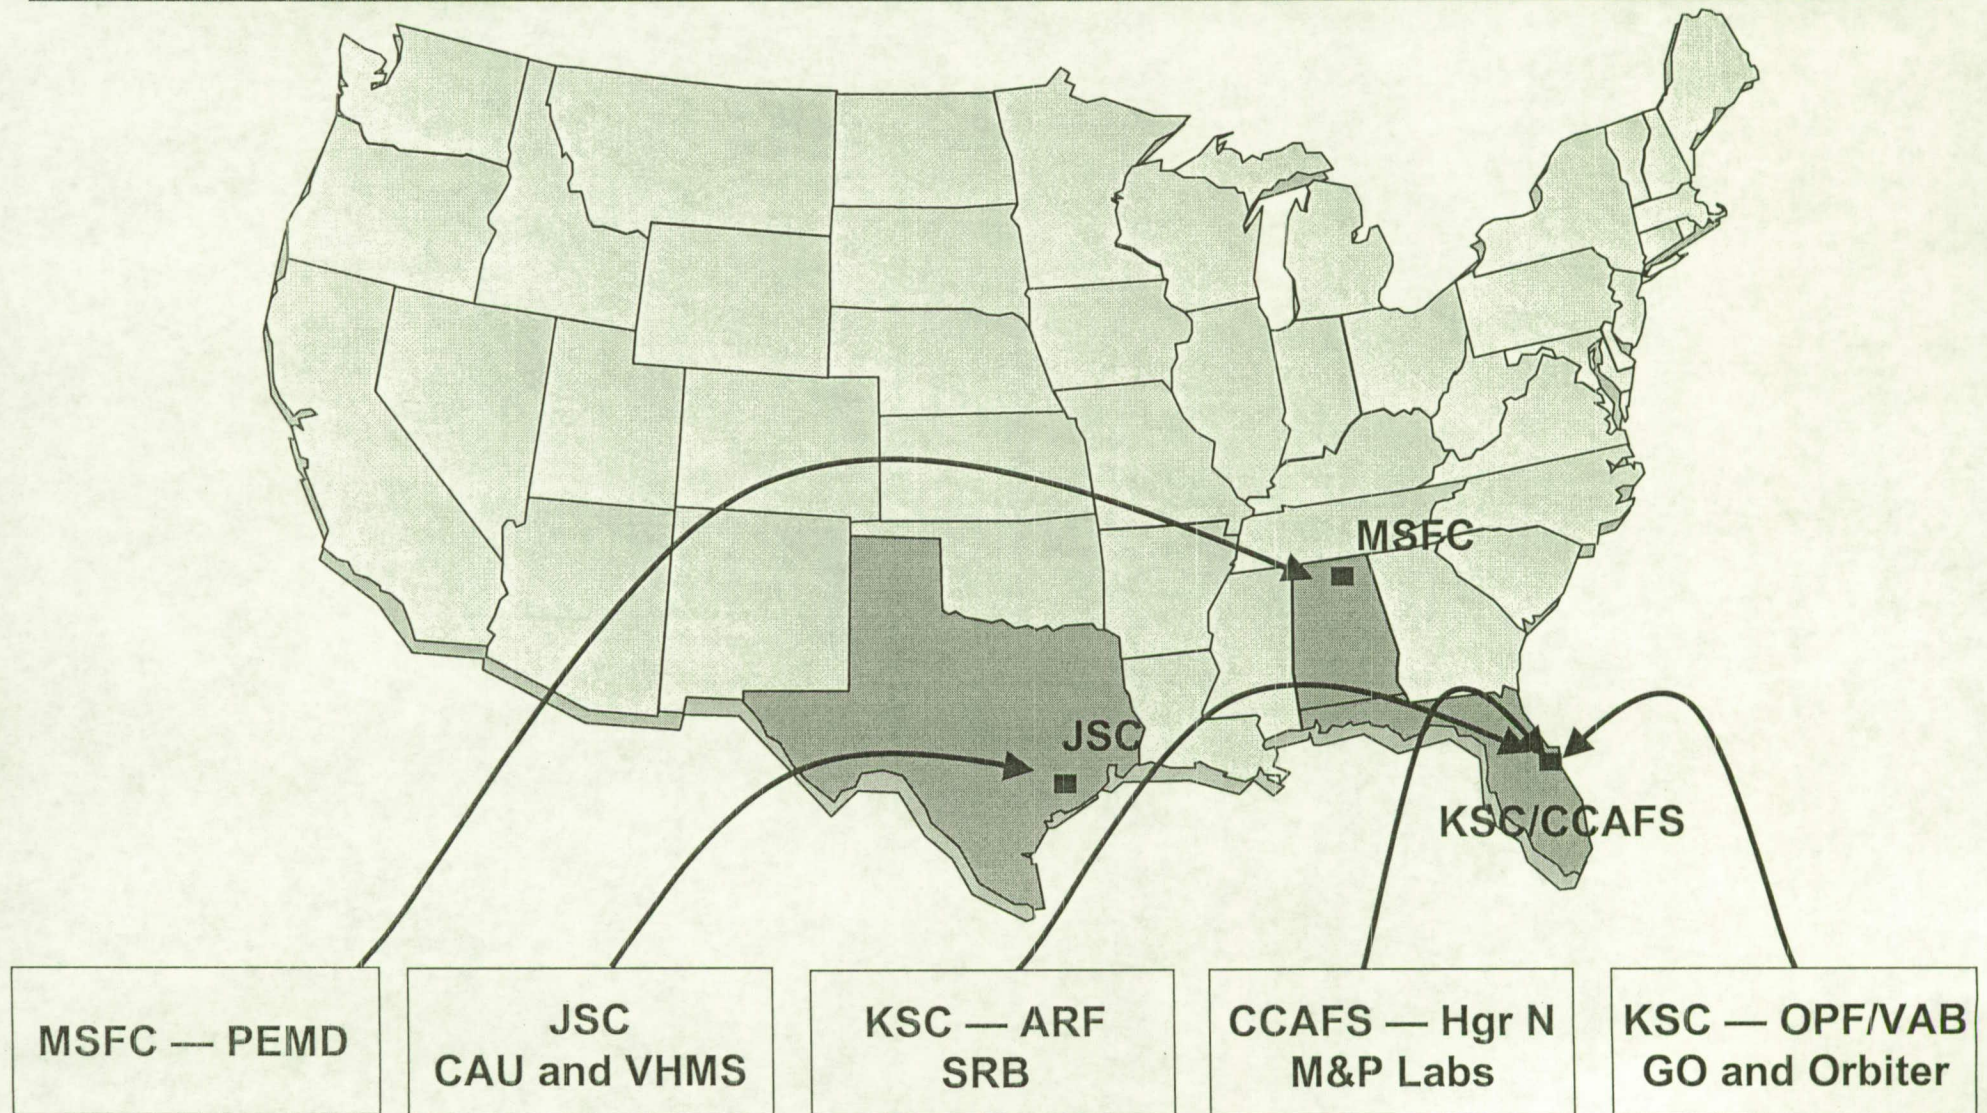 MSFC
JSC
KSC/CCAFS
MSFC — PEMD
JSC
CAU and VHMS
KSC — ARF
SRB
CCAFS — Hgr N
M&P Labs
KSC — OPF/VAB
GO and Orbiter